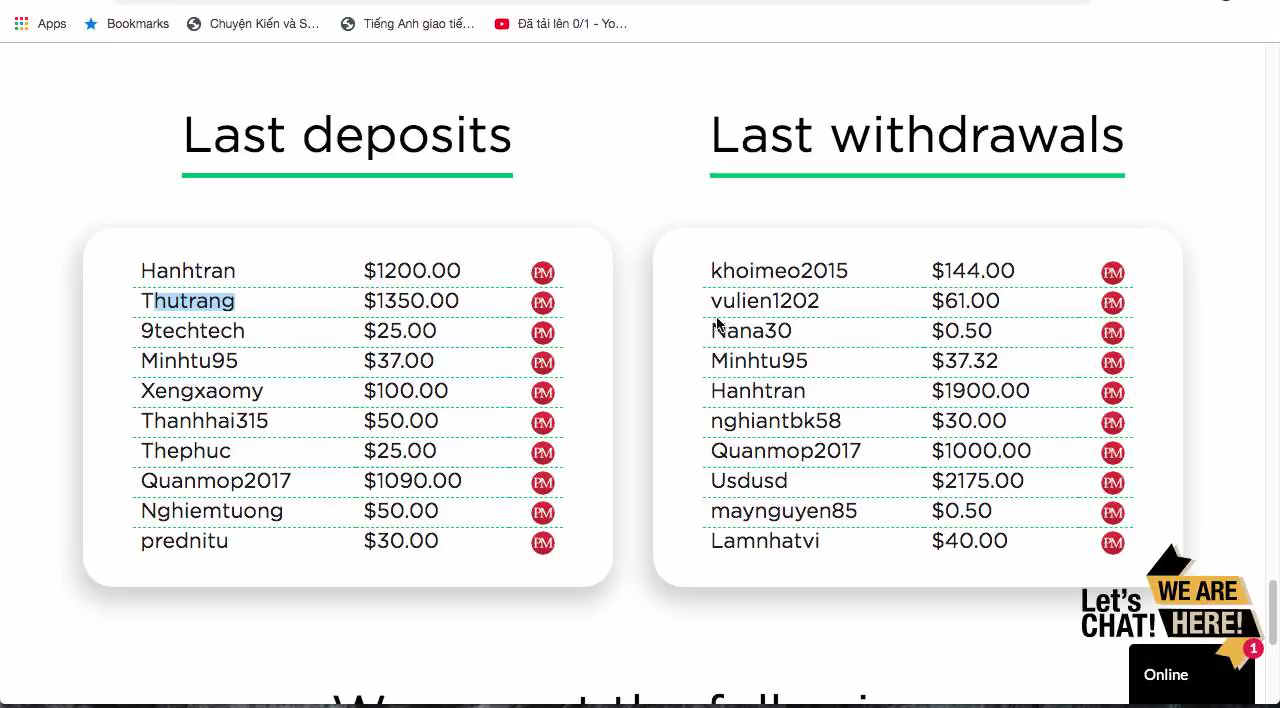 Apps Bookmarks Chuyện Kiến và S... Tiếng Anh giao tiế... Đã tải lên 0/1 - Yo...
Last deposits
Hanhtran $1200.00 PM
Thutrang $1350.00 PM
9techtech $25.00 PM
Minhtu95 $37.00 PM
Xengxaomy $100.00 PM
Thanhhai315 $50.00 PM
Thephuc $25.00 PM
Quanmop2017 $1090.00 PM
Nghiemtuong $50.00 PM
prednitu $30.00 PM
Last withdrawals
khoimeo2015 $144.00 PM
vulien1202 $61.00 PM
Nana30 $0.50 PM
Minhtu95 $37.32 PM
Hanhtran $1900.00 PM
nghiantbk58 $30.00 PM
Quanmop2017 $1000.00 PM
Usdusd $2175.00 PM
maynguyen85 $0.50 PM
Lamnhatvi $40.00 PM
Let's
CHAT!
WE ARE
HERE!
1
Online